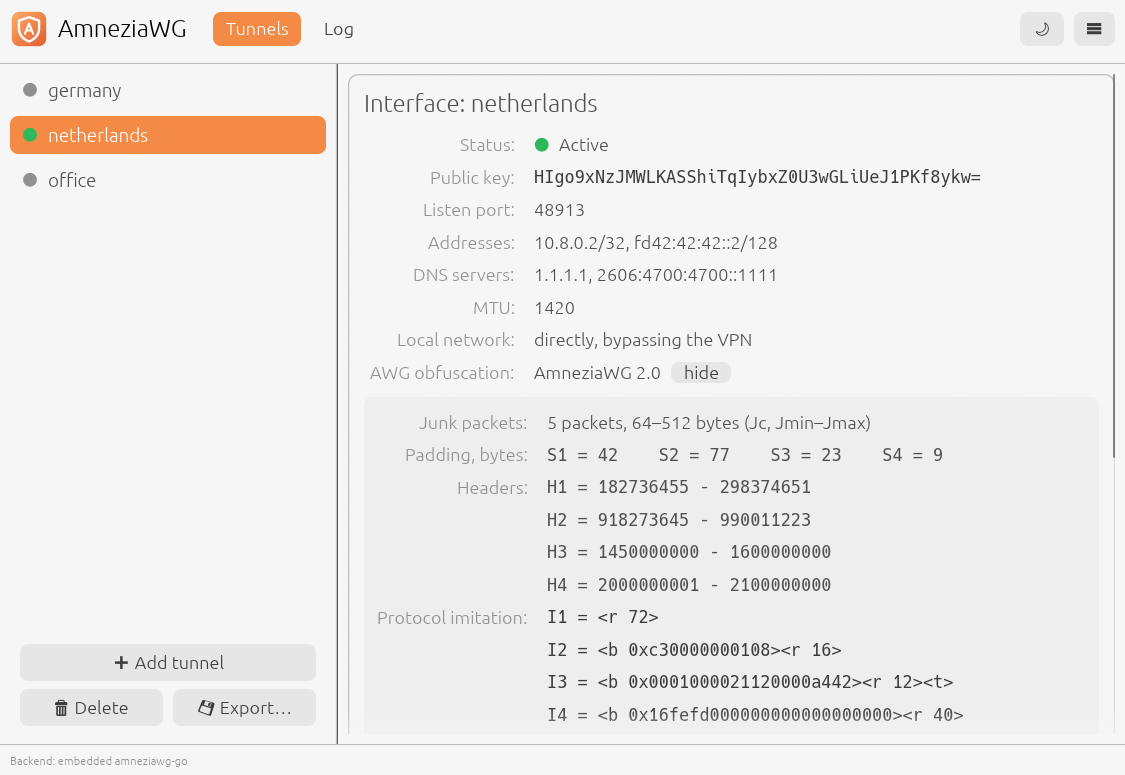 AmneziaWG
Tunnels
Log
germany
netherlands
office
Add tunnel
Delete
Export...
Interface: netherlands
Status: Active
Public key: HIgo9xNzJMWLKASShiTqIybxZ0U3wGLiUeJ1PKf8ykw=
Listen port: 48913
Addresses: 10.8.0.2/32, fd42:42:42::2/128
DNS servers: 1.1.1.1, 2606:4700:4700::1111
MTU: 1420
Local network: directly, bypassing the VPN
AWG obfuscation: AmneziaWG 2.0 hide
Junk packets: 5 packets, 64–512 bytes (Jc, Jmin–Jmax)
Padding, bytes: S1 = 42 S2 = 77 S3 = 23 S4 = 9
Headers: H1 = 182736455 - 298374651
H2 = 918273645 - 990011223
H3 = 1450000000 - 1600000000
H4 = 2000000001 - 2100000000
Protocol imitation: I1 = <r 72>
I2 = <b 0xc30000000108><r 16>
I3 = <b 0x0001000021120000a442><r 12><t>
I4 = <b 0x16fefd000000000000000000><r 40>
Backend: embedded amneziawg-go